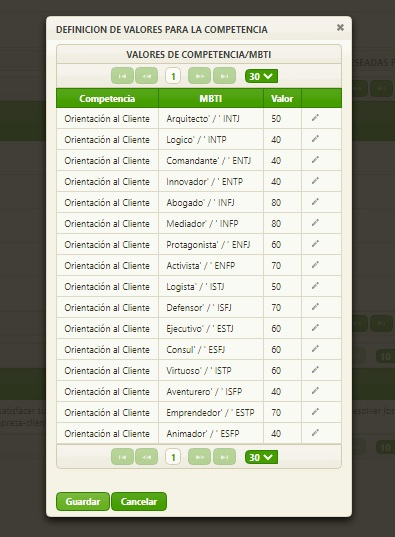 DEFINICION DE VALORES PARA LA COMPETENCIA
VALORES DE COMPETENCIA/MBTI
1 30
Competencia MBTI Valor
Orientación al Cliente Arquitecto' / ' INTJ 50
Orientación al Cliente Logico' / ' INTP 40
Orientación al Cliente Comandante' / ' ENTJ 40
Orientación al Cliente Innovador' / ' ENTP 40
Orientación al Cliente Abogado' / ' INFJ 80
Orientación al Cliente Mediador' / ' INFP 80
Orientación al Cliente Protagonista' / ' ENFJ 60
Orientación al Cliente Activista' / ' ENFP 70
Orientación al Cliente Logista' / ' ISTJ 50
Orientación al Cliente Defensor' / ' ISFJ 70
Orientación al Cliente Ejecutivo' / ' ESTJ 60
Orientación al Cliente Consul' / ' ESFJ 60
Orientación al Cliente Virtuoso' / ' ISTP 60
Orientación al Cliente Aventurero' / ' ISFP 40
Orientación al Cliente Emprendedor' / ' ESTP 70
Orientación al Cliente Animador' / ' ESFP 40
1 30
Guardar Cancelar